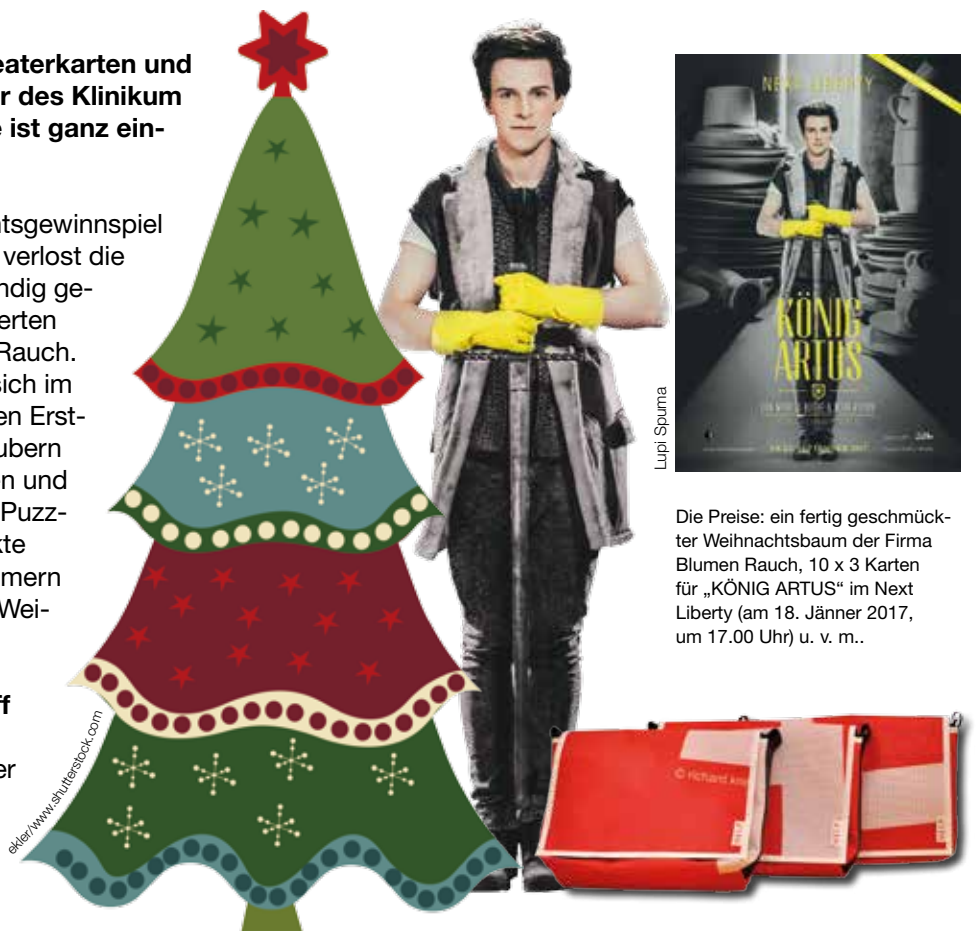 eaterkarten und
r des Klinikum
e ist ganz ein-
ntsgewinnspiel
verlost die
ndig ge-
erten
Rauch.
sich im
en Erst-
ubern
n und
Puzz-
kte
mern
Wei-
ff
er
ekler/www.shutterstock.com
Lupi Spuma
NEXT LIBERTY
KÖNIG
ARTUS
Die Preise: ein fertig geschmück-
ter Weihnachtsbaum der Firma
Blumen Rauch, 10 x 3 Karten
für „KÖNIG ARTUS“ im Next
Liberty (am 18. Jänner 2017,
um 17.00 Uhr) u. v. m..
© richard